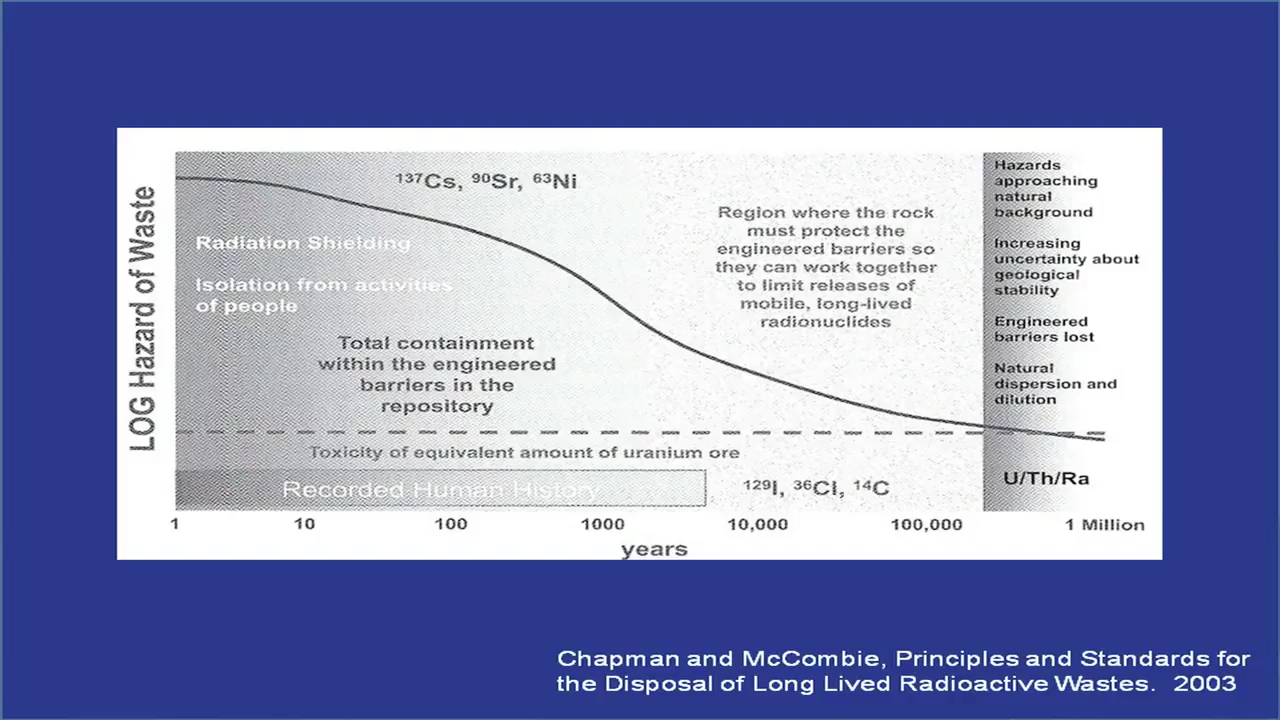 LOG Hazard of Waste
¹³⁷Cs, ⁹⁰Sr, ⁶³Ni
Radiation Shielding
Isolation from activities
of people
Total containment
within the engineered
barriers in the
repository
Region where the rock
must protect the
engineered barriers so
they can work together
to limit releases of
mobile, long-lived
radionuclides
Hazards
approaching
natural
background
Increasing
uncertainty about
geological
stability
Engineered
barriers lost
Natural
dispersion and
dilution
Toxicity of equivalent amount of uranium ore
Recorded Human History
¹²⁹I, ³⁶Cl, ¹⁴C
U/Th/Ra
1 10 100 1000 10,000 100,000 1 Million
years
Chapman and McCombie, Principles and Standards for
the Disposal of Long Lived Radioactive Wastes. 2003